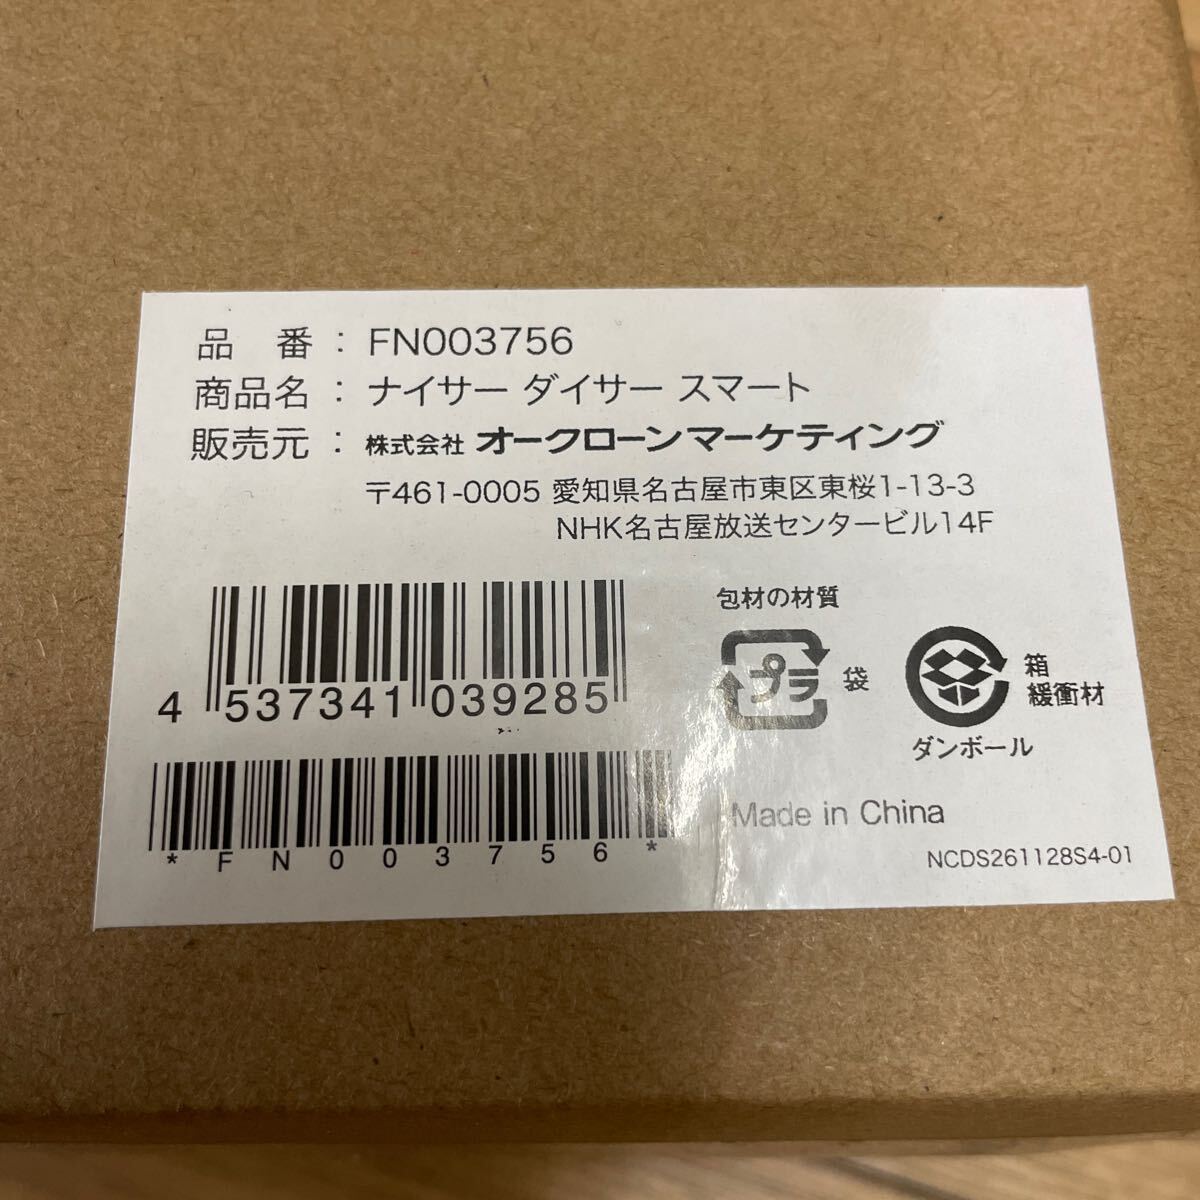 品 番 : FN003756
商品名 : ナイサー ダイサー スマート
販売元 : 株式会社 オークローンマーケティング
〒461-0005 愛知県名古屋市東区東桜1-13-3
NHK名古屋放送センタービル14F
4 537341 039285
*FN003756*
包材の材質
プラ 袋
箱
緩衝材
ダンボール
Made in China
NCDS261128S4-01